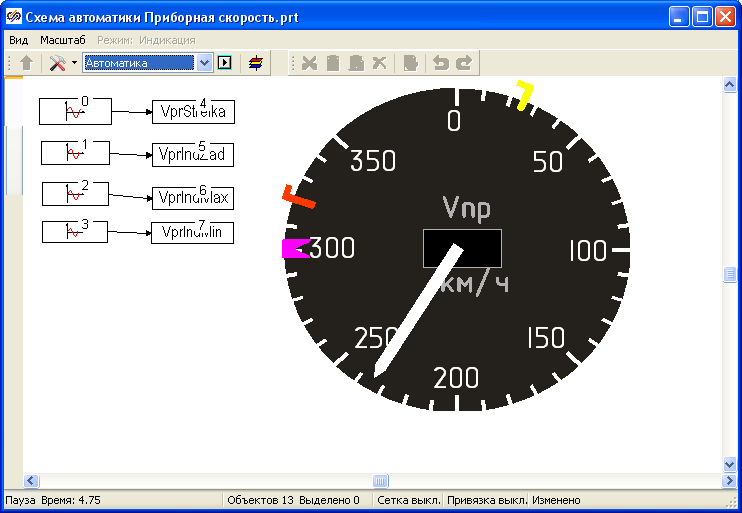 Схема автоматики Приборная скорость.prt
Вид Масштаб Режим: Индикация
Автоматика
0
4
VprStrelka
1
5
VprIndZad
2
6
VprIndMax
3
7
VprIndMin
0
50
100
150
200
250
300
350
Vпр
км/ч
Пауза Время: 4.75
Объектов 13 Выделено 0
Сетка выкл.
Привязка выкл.
Изменено